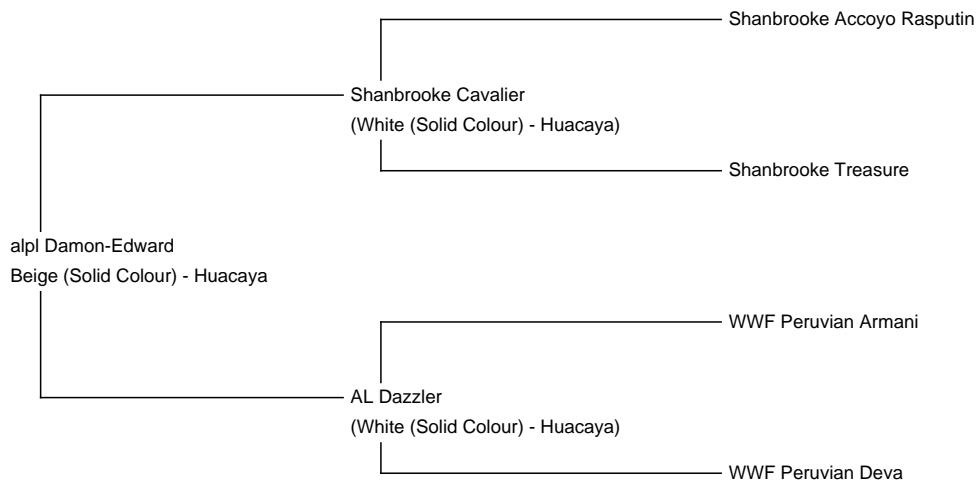 Shanbrooke Accoyo Rasputin
Shanbrooke Cavalier
(White (Solid Colour) - Huacaya)
Shanbrooke Treasure
alpl Damon-Edward
Beige (Solid Colour) - Huacaya
WWF Peruvian Armani
AL Dazzler
(White (Solid Colour) - Huacaya)
WWF Peruvian Deva